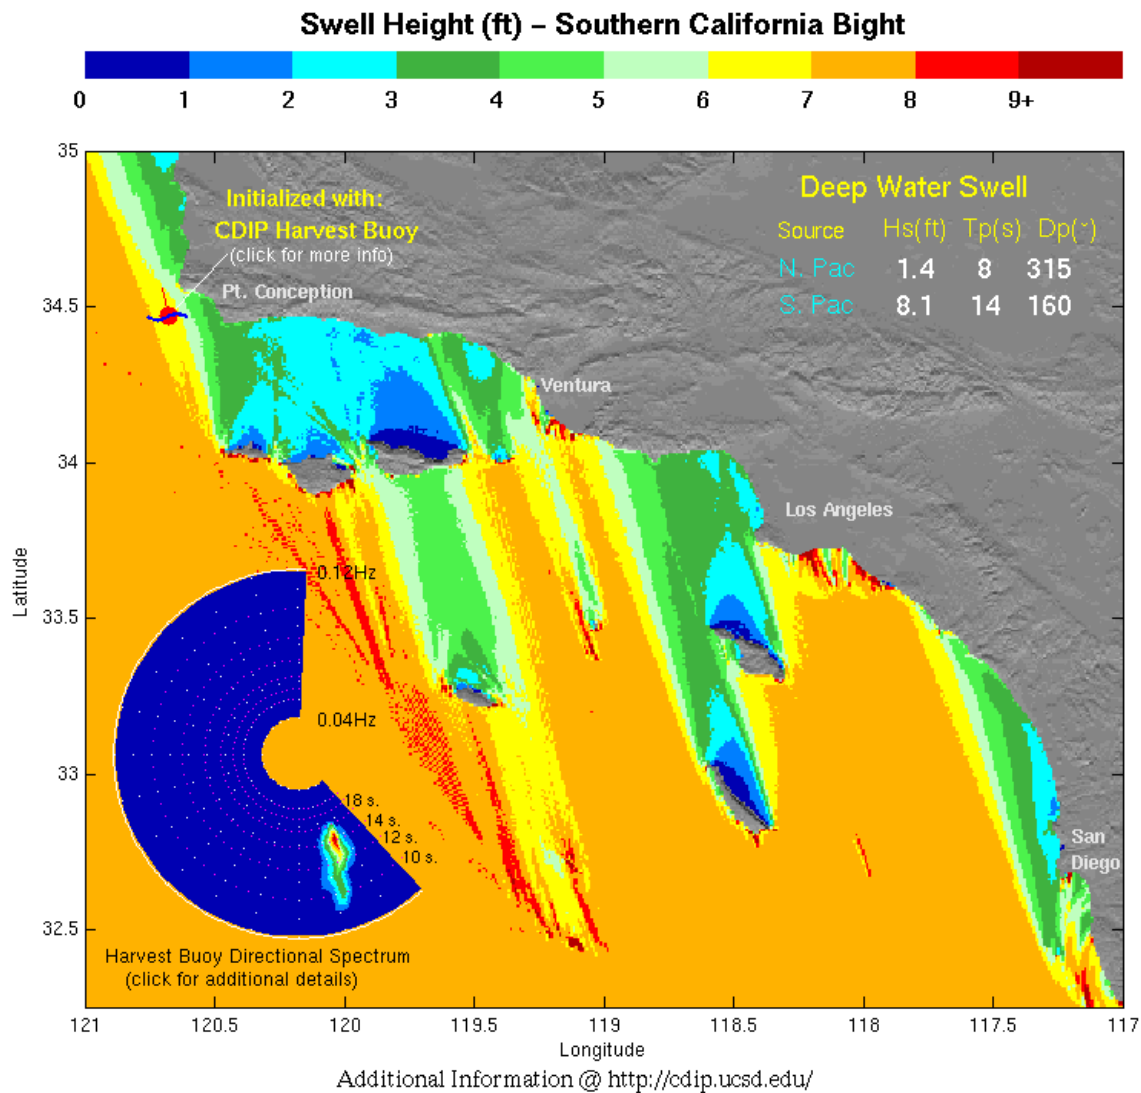 Swell Height (ft) – Southern California Bight
0 1 2 3 4 5 6 7 8 9+
35
34.5
34
33.5
33
32.5
Latitude
Initialized with:
CDIP Harvest Buoy
(click for more info)
Pt. Conception
Deep Water Swell
Source Hs(ft) Tp(s) Dp(˘)
N. Pac 1.4 8 315
S. Pac 8.1 14 160
Ventura
Los Angeles
San
Diego
0.12Hz
0.04Hz
18 s.
14 s.
12 s.
10 s.
Harvest Buoy Directional Spectrum
(click for additional details)
121 120.5 120 119.5 119 118.5 118 117.5 117
Longitude
Additional Information @ http://cdip.ucsd.edu/